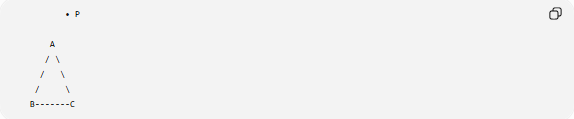 • P
A
/ \
/ \
/ \
B-------C